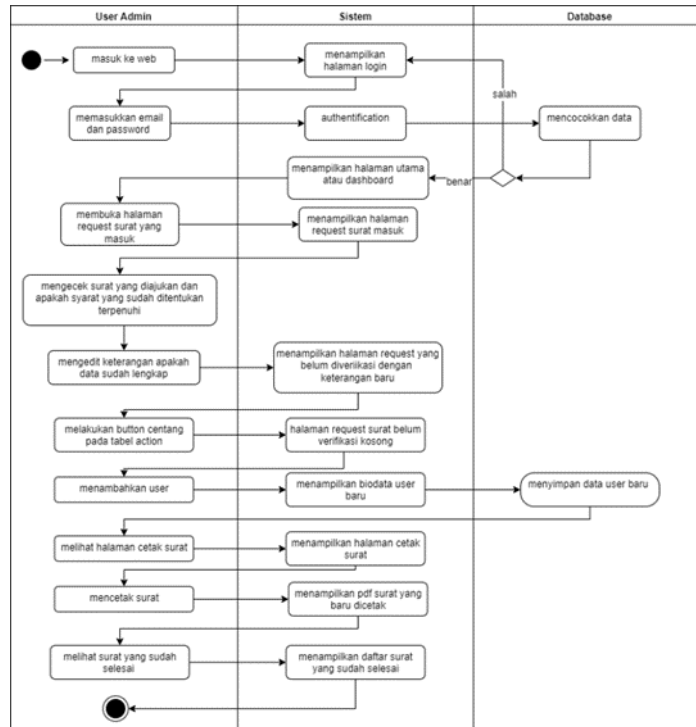 User Admin
Sistem
Database
masuk ke web
menampilkan
halaman login
salah
memasukkan email
dan password
authentification
mencocokkan data
menampilkan halaman utama
atau dashboard
benar
membuka halaman
request surat yang
masuk
menampilkan halaman
request surat masuk
mengecek surat yang diajukan dan
apakah syarat yang sudah ditentukan
terpenuhi
mengedit keterangan apakah
data sudah lengkap
menampilkan halaman request yang
belum diveriikasi dengan
keterangan baru
melakukan button centang
pada tabel action
halaman request surat belum
verifikasi kosong
menambahkan user
menampilkan biodata user
baru
menyimpan data user baru
melihat halaman cetak surat
menampilkan halaman cetak
surat
mencetak surat
menampilkan pdf surat yang
baru dicetak
melihat surat yang sudah
selesai
menampilkan daftar surat
yang sudah selesai